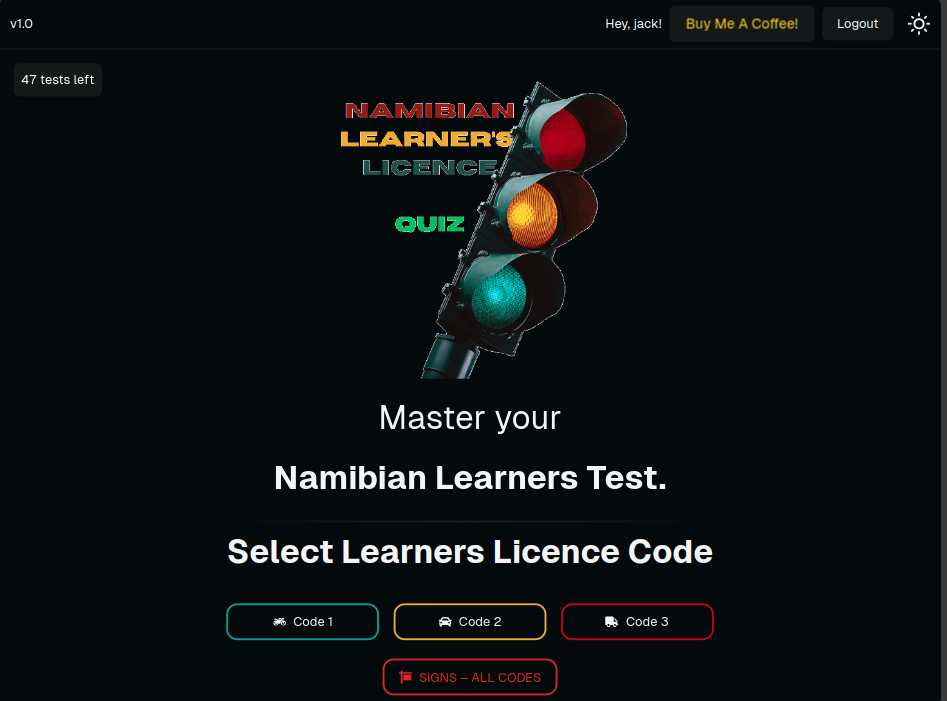 v1.0
Hey, jack!
Buy Me A Coffee!
Logout
47 tests left
NAMIBIAN
LEARNER'S
LICENCE
QUIZ
Master your
Namibian Learners Test.
Select Learners Licence Code
Code 1
Code 2
Code 3
SIGNS – ALL CODES